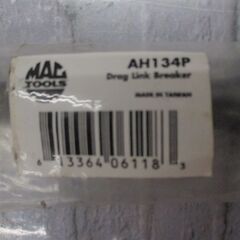 MAC
TOOLS
AH134P
Drag Link Breaker
MADE IN TAIWAN
6 13364 06118 3